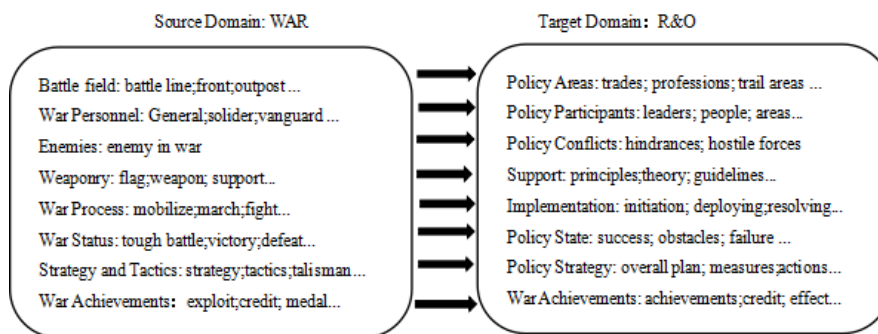 Source Domain: WAR
Target Domain: R&O
Battle field: battle line;front;outpost ...
War Personnel: General;solider;vanguard ...
Enemies: enemy in war
Weaponry: flag;weapon; support...
War Process: mobilize;march;fight...
War Status: tough battle;victory;defeat...
Strategy and Tactics: strategy;tactics;talisman...
War Achievements: exploit;credit; medal...
Policy Areas: trades; professions; trail areas ...
Policy Participants: leaders; people; areas...
Policy Conflicts: hindrances; hostile forces
Support: principles;theory; guidelines...
Implementation: initiation; deploying;resolving...
Policy State: success; obstacles; failure ...
Policy Strategy: overall plan; measures;actions...
War Achievements: achievements;credit; effect...